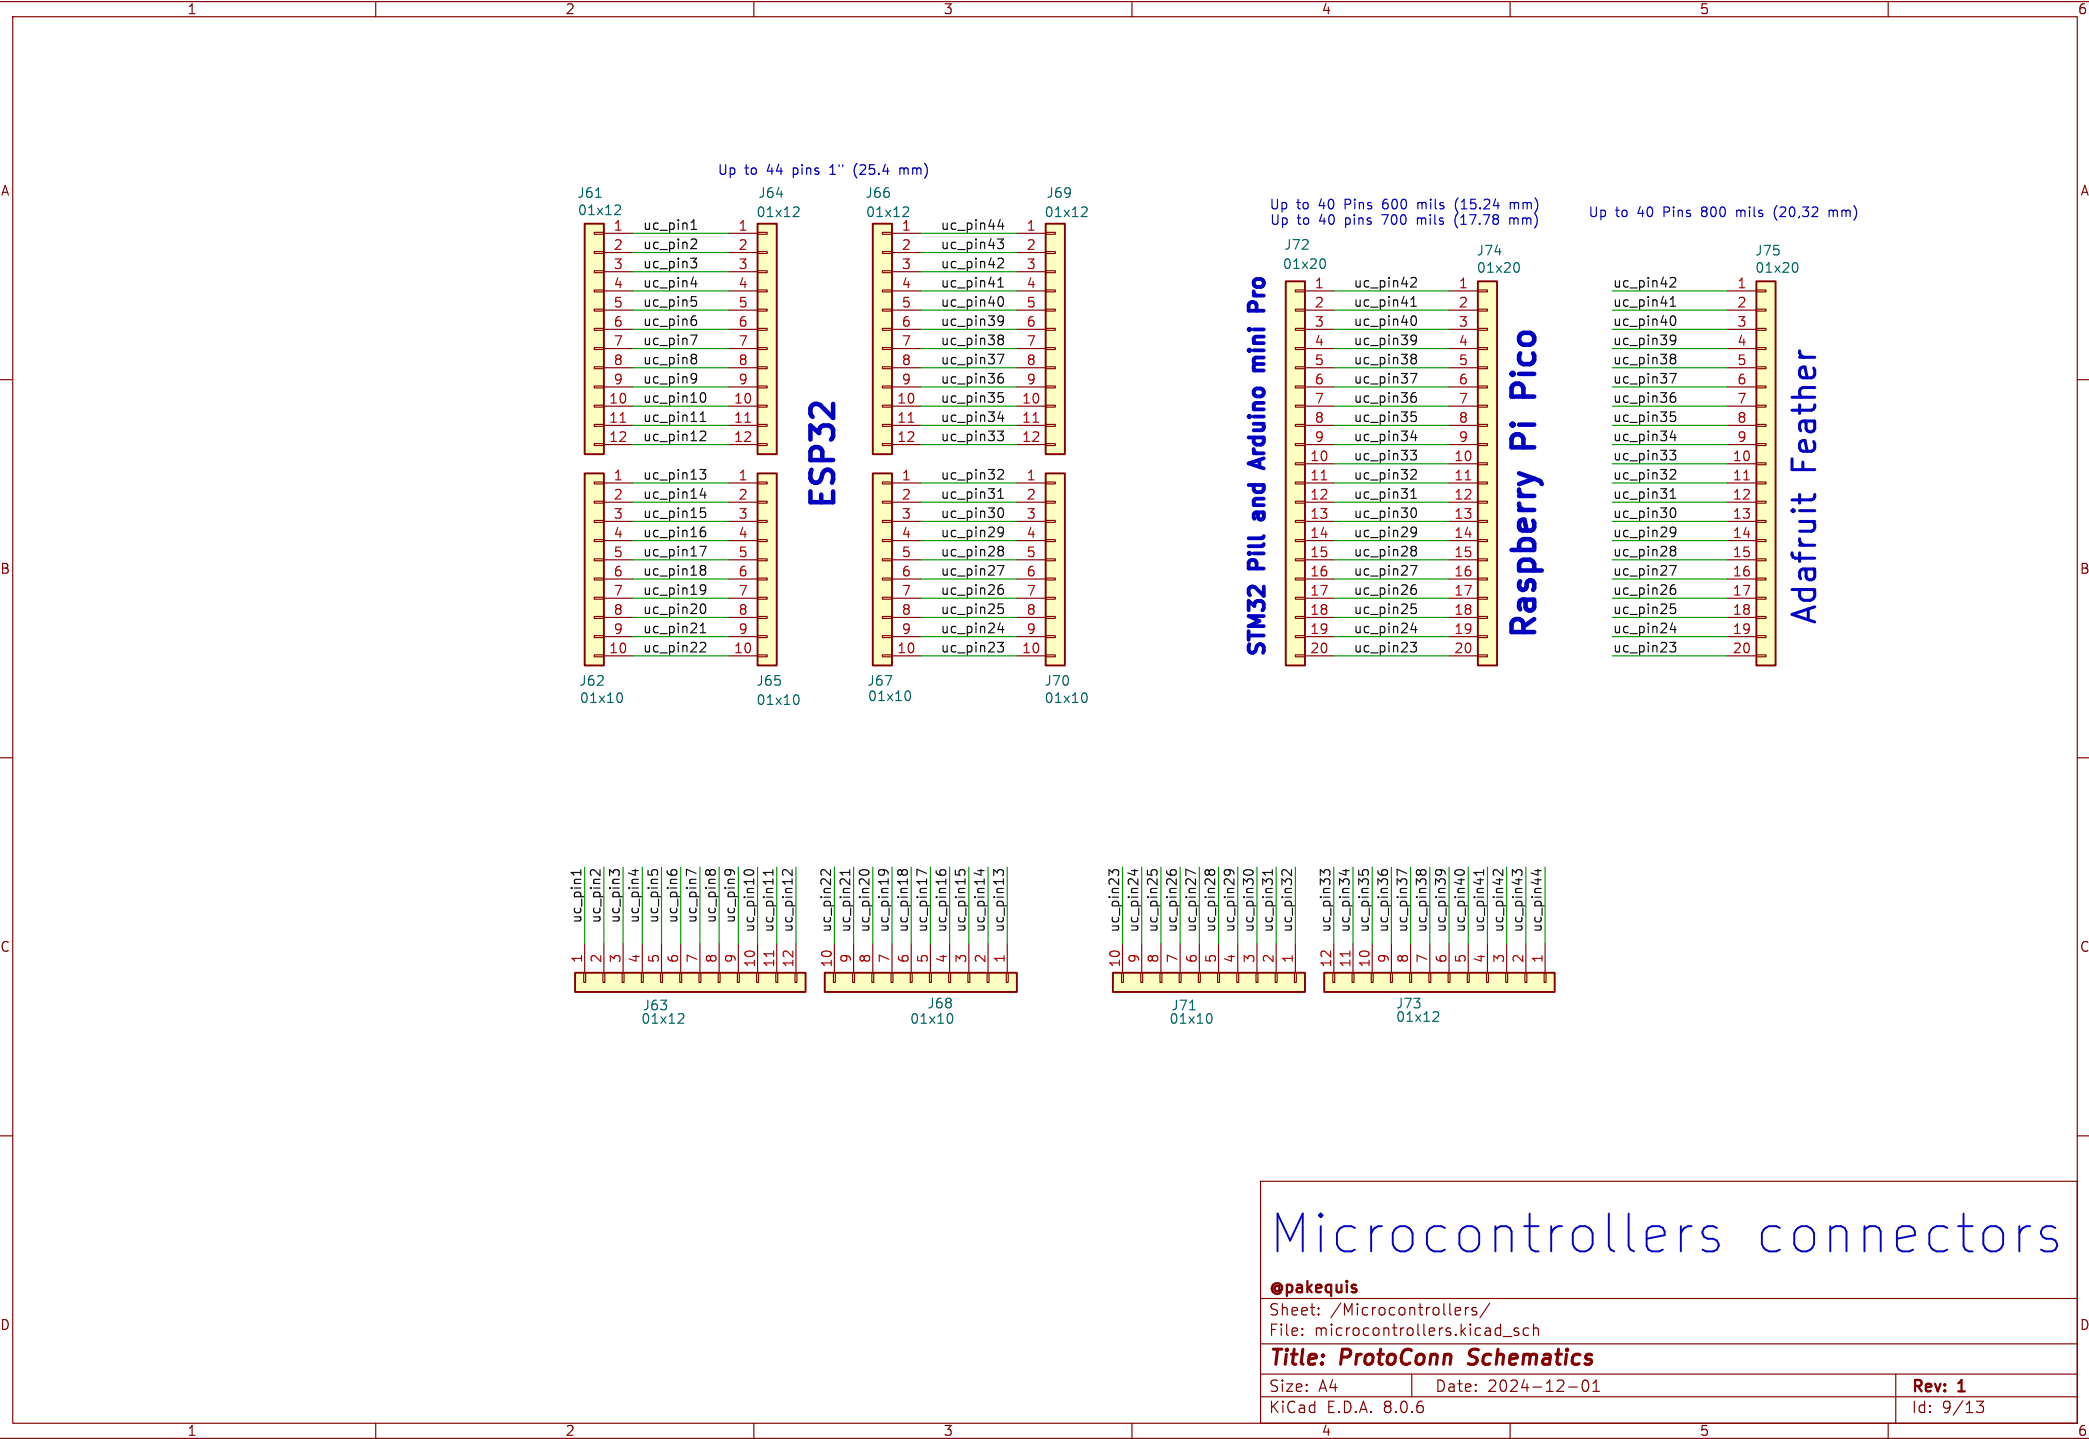 1 2 3 4 5 6
A A
B B
C C
D D
Up to 44 pins 1" (25.4 mm)
J61
01x12
J64
01x12
1 uc_pin1 1
2 uc_pin2 2
3 uc_pin3 3
4 uc_pin4 4
5 uc_pin5 5
6 uc_pin6 6
7 uc_pin7 7
8 uc_pin8 8
9 uc_pin9 9
10 uc_pin10 10
11 uc_pin11 11
12 uc_pin12 12
1 uc_pin13 1
2 uc_pin14 2
3 uc_pin15 3
4 uc_pin16 4
5 uc_pin17 5
6 uc_pin18 6
7 uc_pin19 7
8 uc_pin20 8
9 uc_pin21 9
10 uc_pin22 10
J62
01x10
J65
01x10
ESP32
J66
01x12
J69
01x12
1 uc_pin44 1
2 uc_pin43 2
3 uc_pin42 3
4 uc_pin41 4
5 uc_pin40 5
6 uc_pin39 6
7 uc_pin38 7
8 uc_pin37 8
9 uc_pin36 9
10 uc_pin35 10
11 uc_pin34 11
12 uc_pin33 12
1 uc_pin32 1
2 uc_pin31 2
3 uc_pin30 3
4 uc_pin29 4
5 uc_pin28 5
6 uc_pin27 6
7 uc_pin26 7
8 uc_pin25 8
9 uc_pin24 9
10 uc_pin23 10
J67
01x10
J70
01x10
Up to 40 Pins 600 mils (15.24 mm)
Up to 40 pins 700 mils (17.78 mm)
J72
01x20
J74
01x20
STM32 Pill and Arduino mini Pro
1 uc_pin42 1
2 uc_pin41 2
3 uc_pin40 3
4 uc_pin39 4
5 uc_pin38 5
6 uc_pin37 6
7 uc_pin36 7
8 uc_pin35 8
9 uc_pin34 9
10 uc_pin33 10
11 uc_pin32 11
12 uc_pin31 12
13 uc_pin30 13
14 uc_pin29 14
15 uc_pin28 15
16 uc_pin27 16
17 uc_pin26 17
18 uc_pin25 18
19 uc_pin24 19
20 uc_pin23 20
Raspberry Pi Pico
Up to 40 Pins 800 mils (20,32 mm)
J75
01x20
uc_pin42 1
uc_pin41 2
uc_pin40 3
uc_pin39 4
uc_pin38 5
uc_pin37 6
uc_pin36 7
uc_pin35 8
uc_pin34 9
uc_pin33 10
uc_pin32 11
uc_pin31 12
uc_pin30 13
uc_pin29 14
uc_pin28 15
uc_pin27 16
uc_pin26 17
uc_pin25 18
uc_pin24 19
uc_pin23 20
Adafruit Feather
uc_pin1 1
uc_pin2 2
uc_pin3 3
uc_pin4 4
uc_pin5 5
uc_pin6 6
uc_pin7 7
uc_pin8 8
uc_pin9 9
uc_pin10 10
uc_pin11 11
uc_pin12 12
J63
01x12
uc_pin22 10
uc_pin21 9
uc_pin20 8
uc_pin19 7
uc_pin18 6
uc_pin17 5
uc_pin16 4
uc_pin15 3
uc_pin14 2
uc_pin13 1
J68
01x10
uc_pin23 10
uc_pin24 9
uc_pin25 8
uc_pin26 7
uc_pin27 6
uc_pin28 5
uc_pin29 4
uc_pin30 3
uc_pin31 2
uc_pin32 1
J71
01x10
uc_pin33 12
uc_pin34 11
uc_pin35 10
uc_pin36 9
uc_pin37 8
uc_pin38 7
uc_pin39 6
uc_pin40 5
uc_pin41 4
uc_pin42 3
uc_pin43 2
uc_pin44 1
J73
01x12
Microcontrollers connectors
@pakequis
Sheet: /Microcontrollers/
File: microcontrollers.kicad_sch
Title: ProtoConn Schematics
Size: A4 Date: 2024-12-01 Rev: 1
KiCad E.D.A. 8.0.6 Id: 9/13
1 2 3 4 5 6